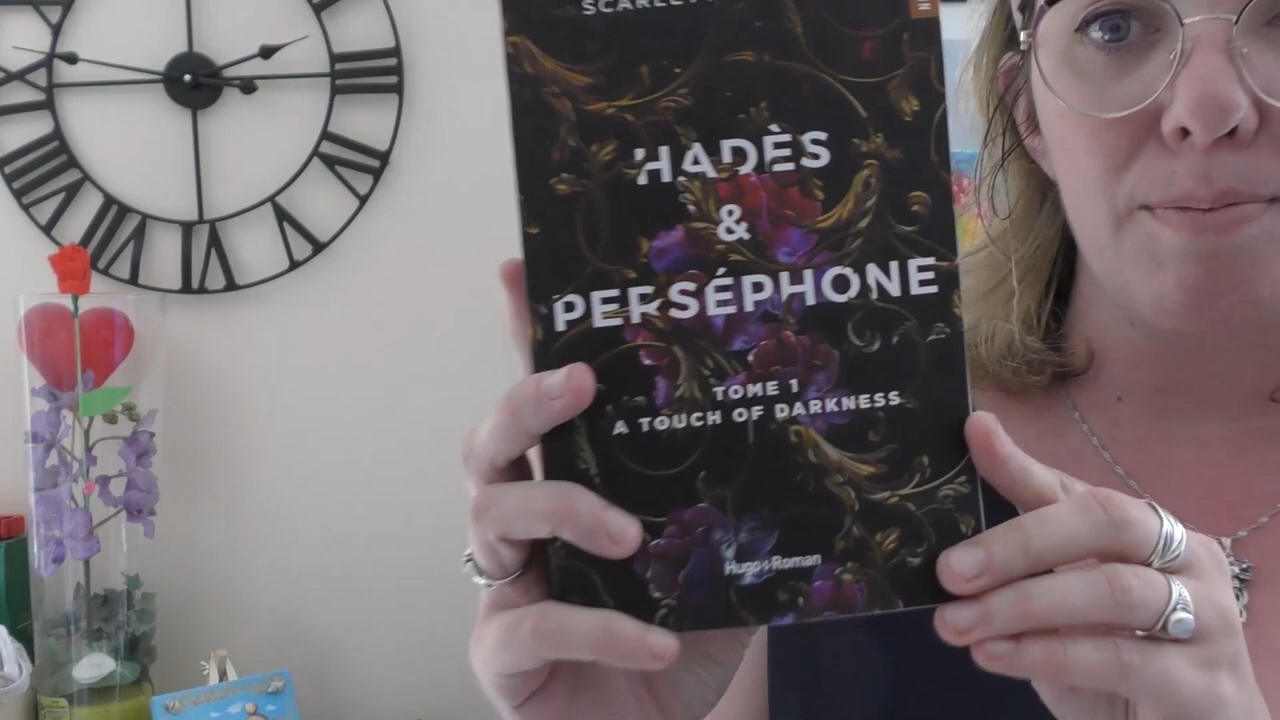 HADÈS
&
PERSÉPHONE
TOME 1
A TOUCH OF DARKNESS
Hugo+Roman